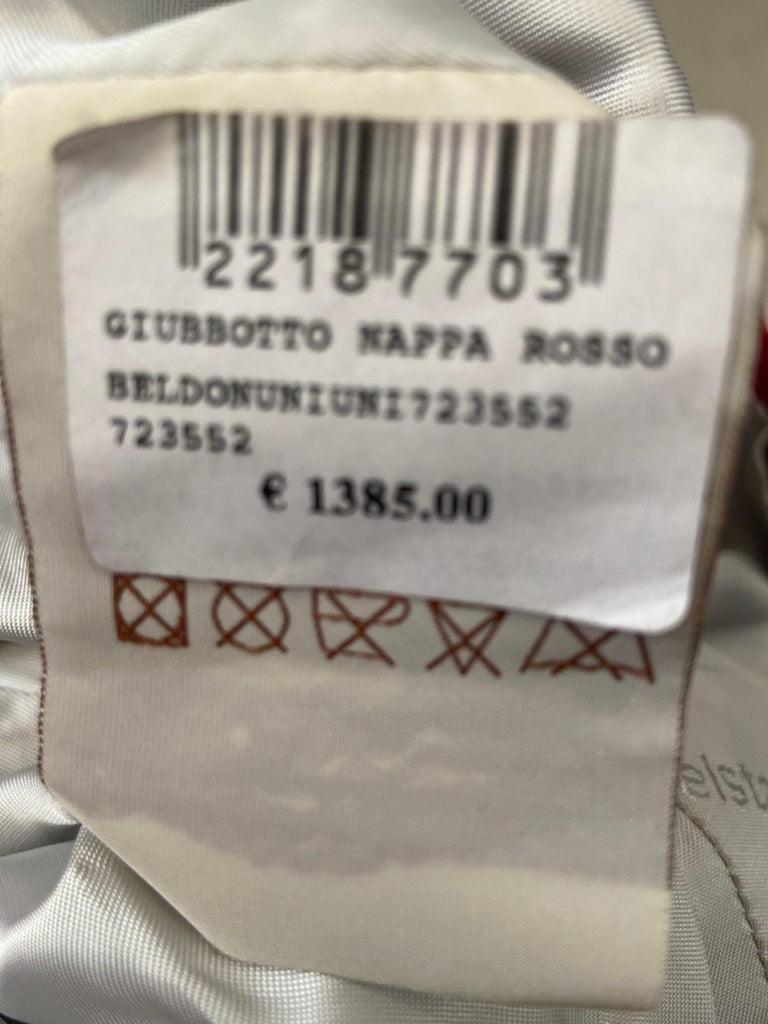 22187703
GIUBBOTTO NAPPA ROSSO
BELDONUNIUNI723552
723552
€ 1385.00